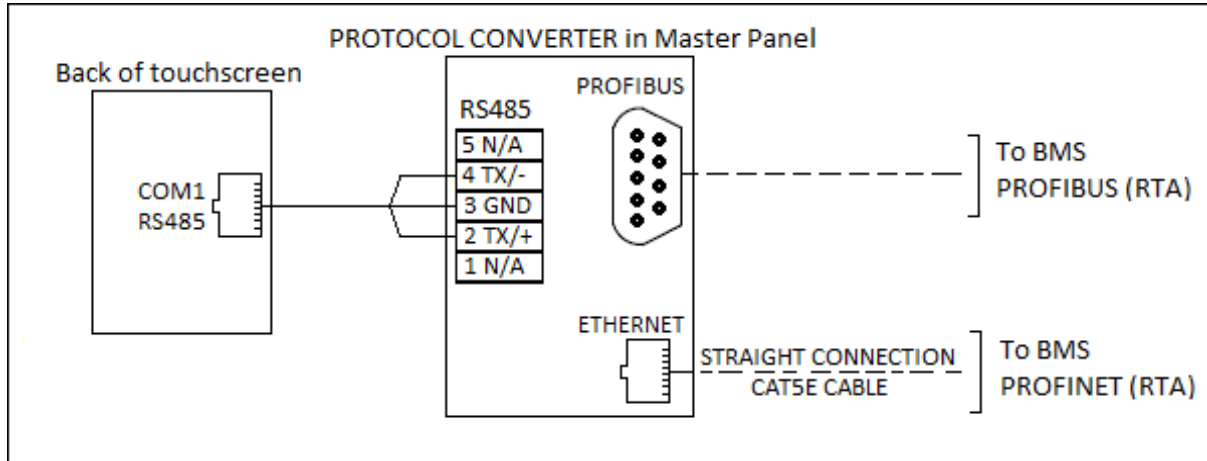 PROTOCOL CONVERTER in Master Panel
Back of touchscreen
COM1
RS485
RS485
5 N/A
4 TX/-
3 GND
2 TX/+
1 N/A
PROFIBUS
To BMS
PROFIBUS (RTA)
ETHERNET
STRAIGHT CONNECTION
CAT5E CABLE
To BMS
PROFINET (RTA)